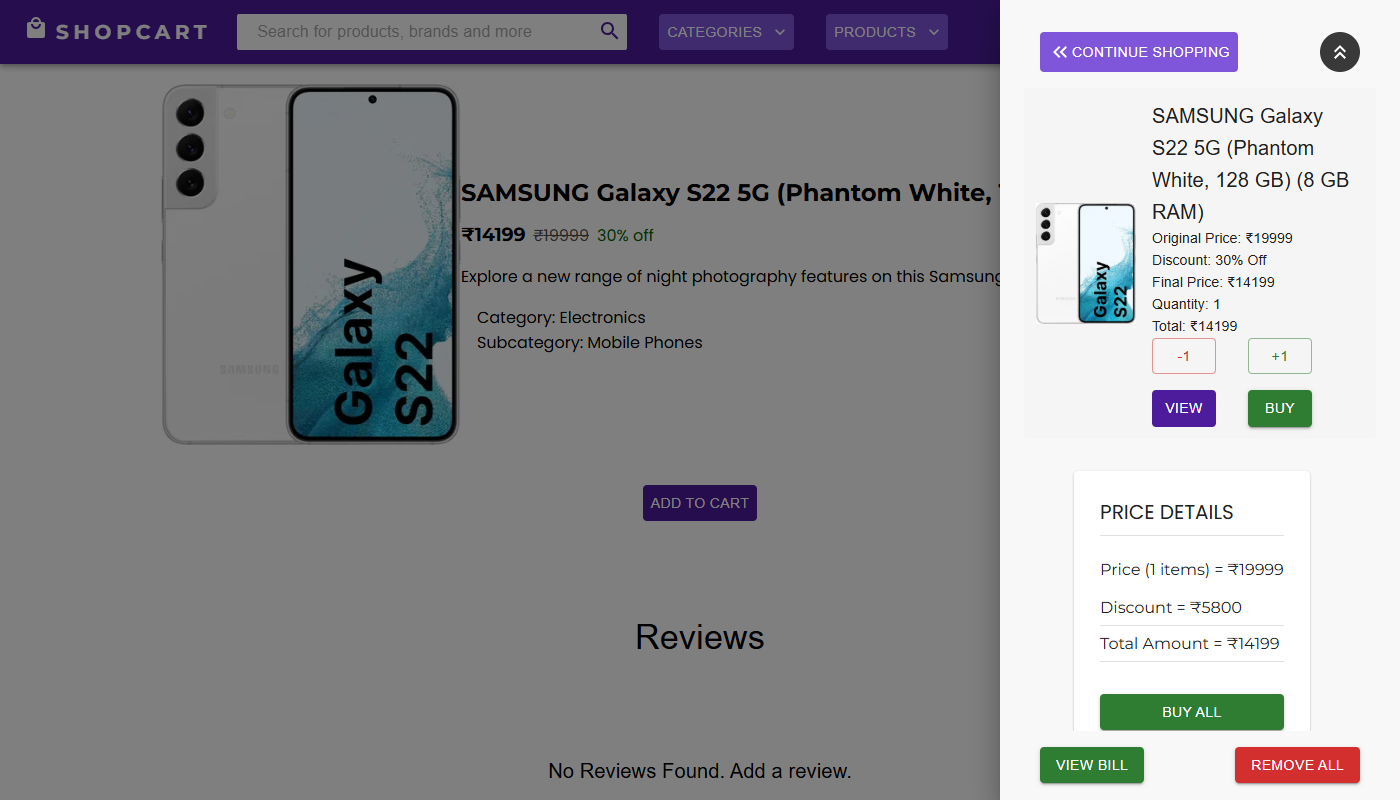 SHOPCART
Search for products, brands and more
CATEGORIES
PRODUCTS
SAMSUNG
Galaxy
S22
SAMSUNG Galaxy S22 5G (Phantom White,
₹14199 ₹19999 30% off
Explore a new range of night photography features on this Samsung
Category: Electronics
Subcategory: Mobile Phones
ADD TO CART
Reviews
No Reviews Found. Add a review.
CONTINUE SHOPPING
Galaxy
S22
SAMSUNG Galaxy
S22 5G (Phantom
White, 128 GB) (8 GB
RAM)
Original Price: ₹19999
Discount: 30% Off
Final Price: ₹14199
Quantity: 1
Total: ₹14199
-1
+1
VIEW
BUY
PRICE DETAILS
Price (1 items) = ₹19999
Discount = ₹5800
Total Amount = ₹14199
BUY ALL
VIEW BILL
REMOVE ALL